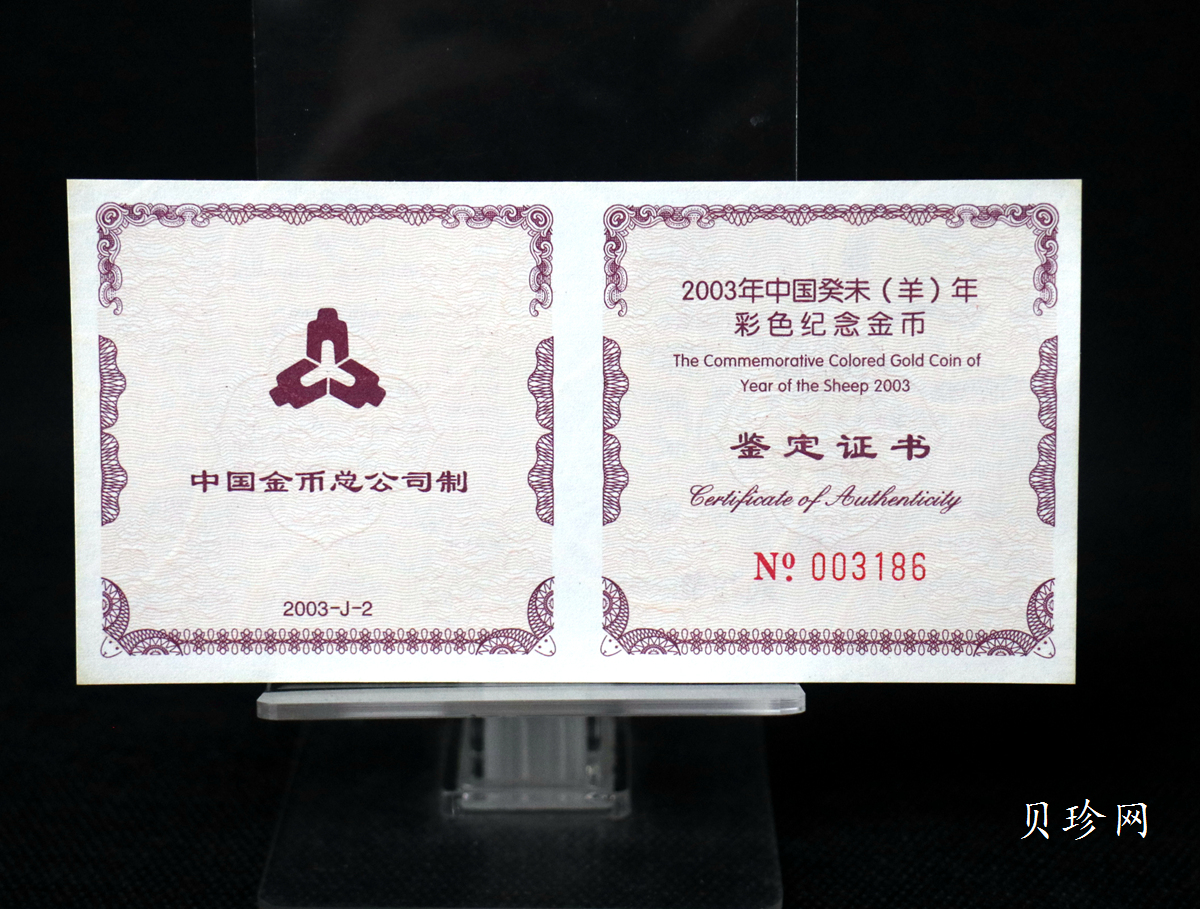 中国金币总公司制
2003-J-2
2003年中国癸未（羊）年
彩色纪念金币
The Commemorative Colored Gold Coin of
Year of the Sheep 2003
鉴定证书
Certificate of Authenticity
Nº 003186
贝珍网